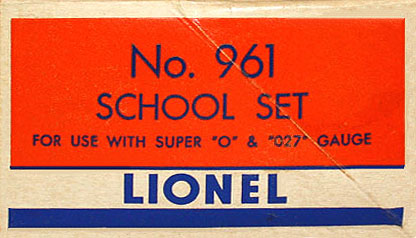 No. 961
SCHOOL SET
FOR USE WITH SUPER "O" & "027" GAUGE
LIONEL